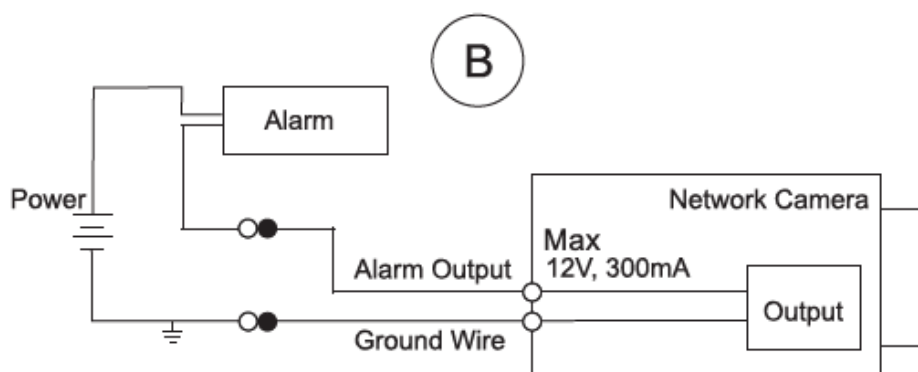 B
Alarm
Power
Network Camera
Max
12V, 300mA
Alarm Output
Output
Ground Wire